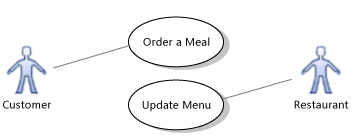 Order a Meal
Customer
Update Menu
Restaurant